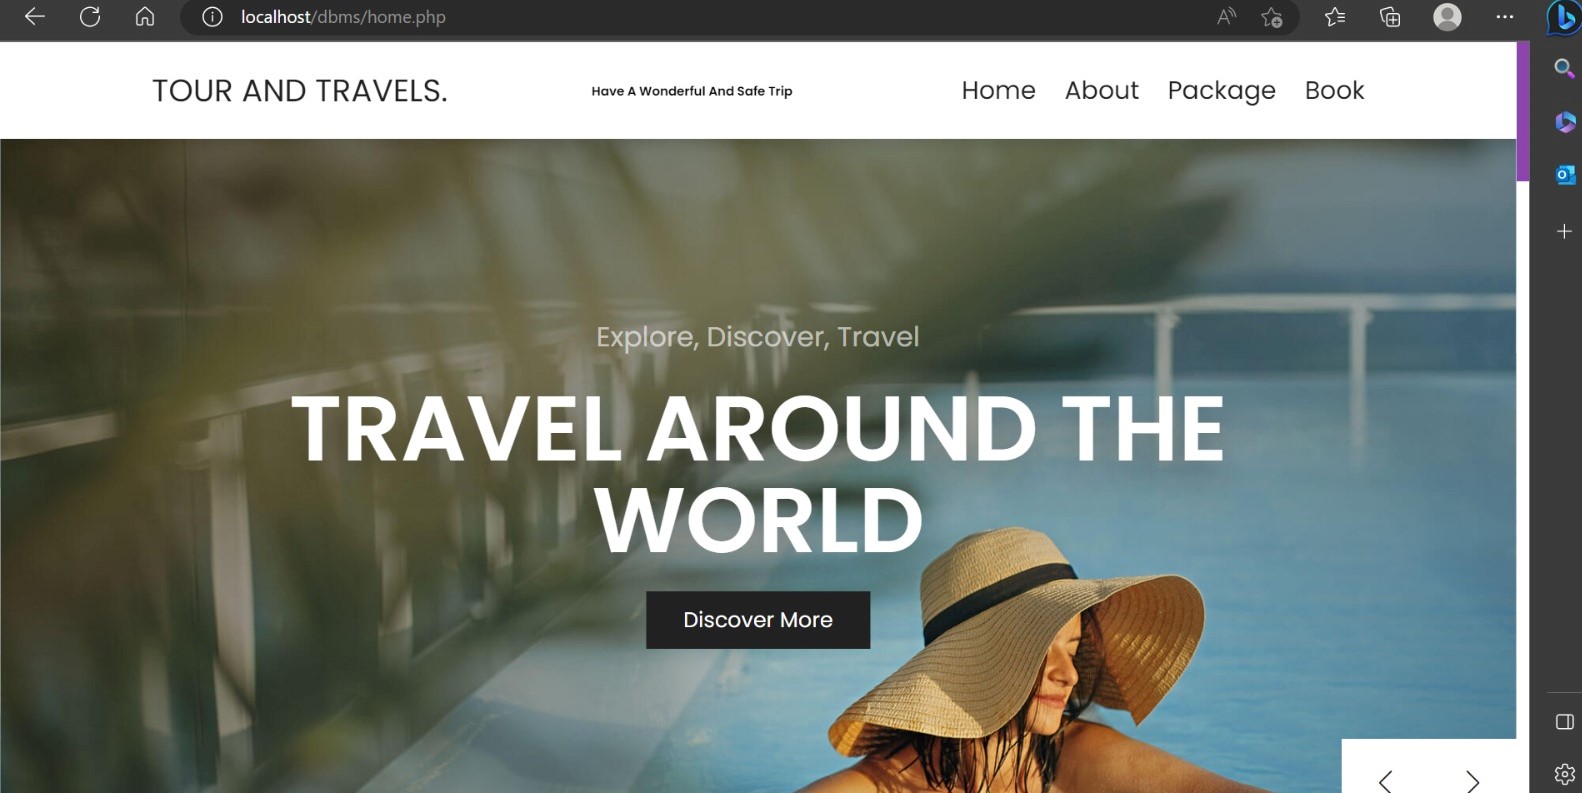 localhost/dbms/home.php
TOUR AND TRAVELS.
Have A Wonderful And Safe Trip
Home About Package Book
Explore, Discover, Travel
TRAVEL AROUND THE
WORLD
Discover More